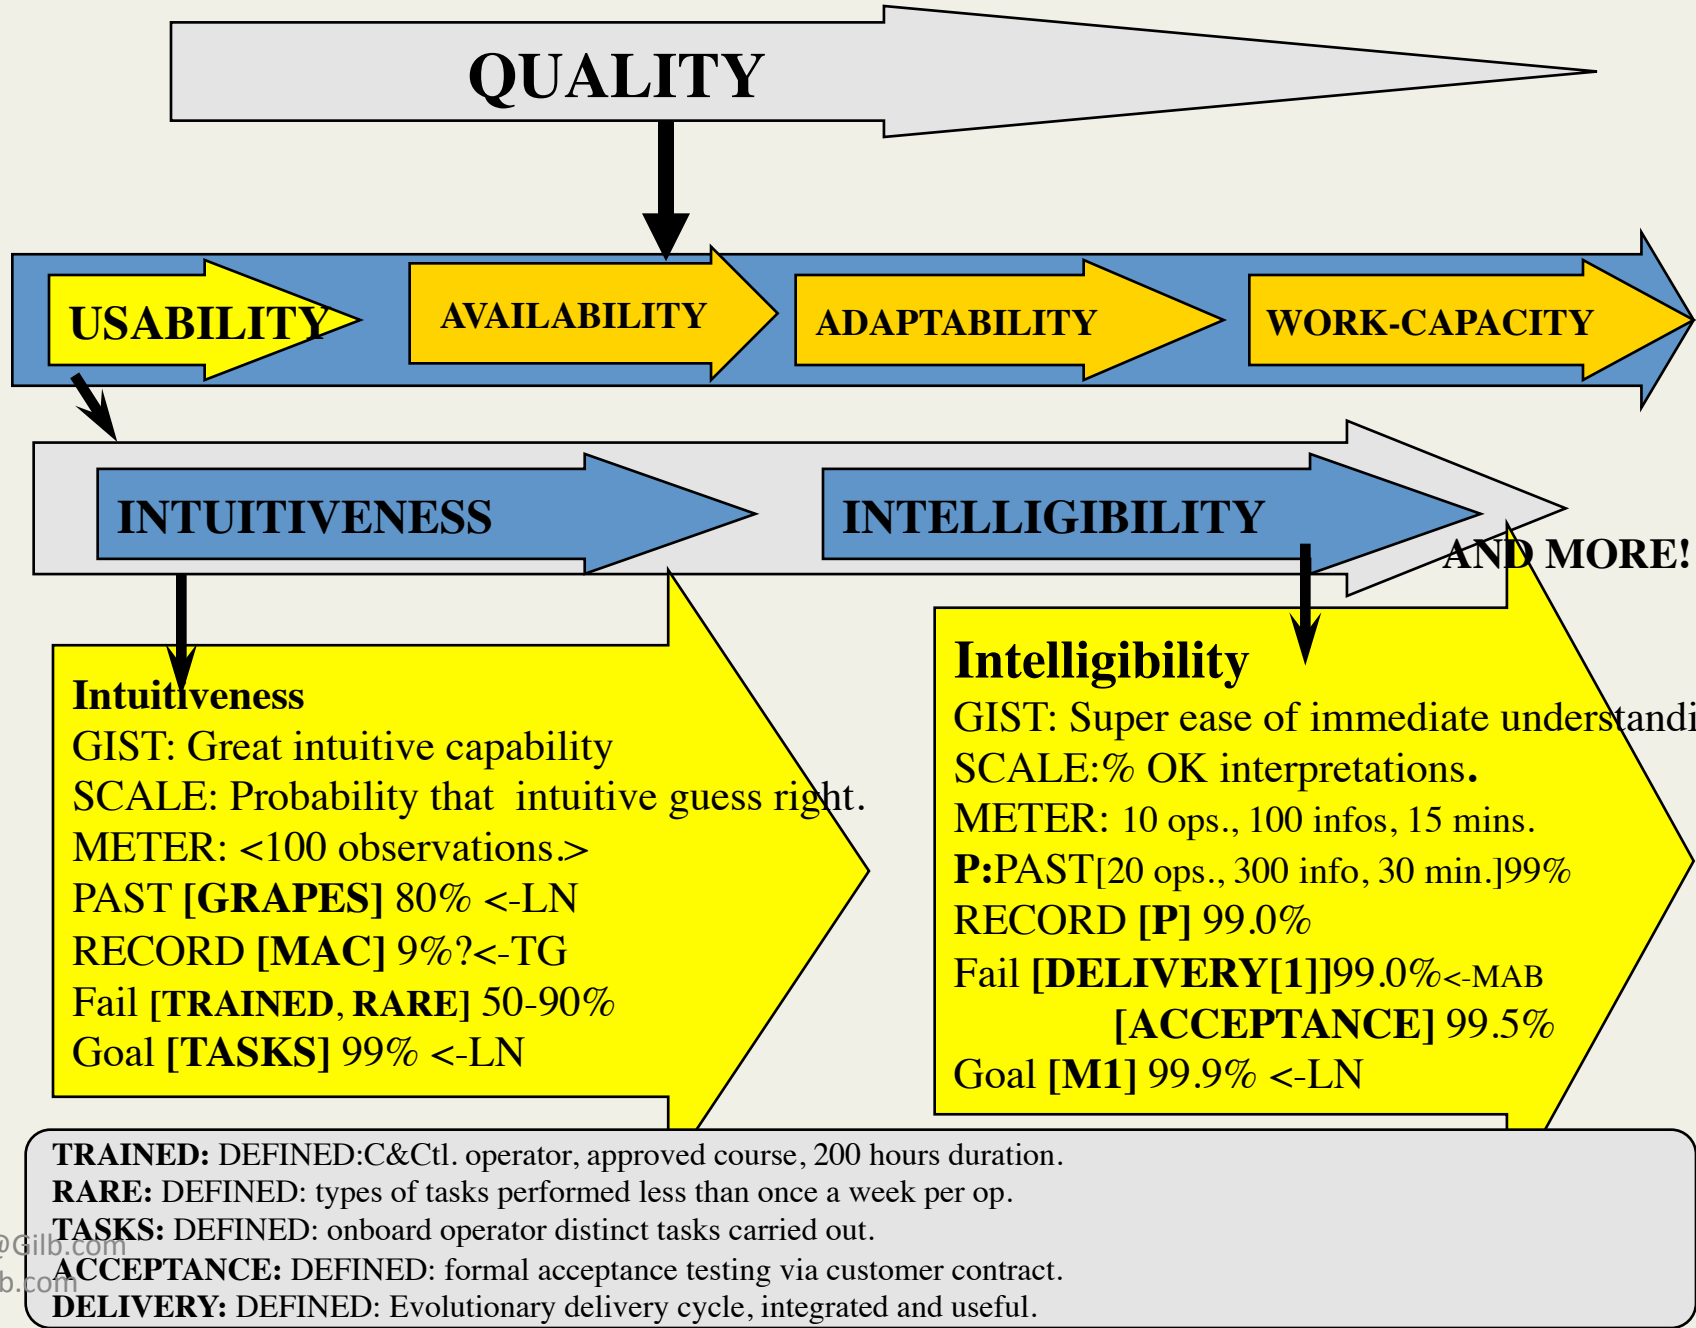 QUALITY
USABILITY
AVAILABILITY
ADAPTABILITY
WORK-CAPACITY
INTUITIVENESS
INTELLIGIBILITY
AND MORE!
Intuitiveness
GIST: Great intuitive capability
SCALE: Probability that  intuitive guess right.
METER: <100 observations.>
PAST [GRAPES] 80% <-LN
RECORD [MAC] 9%?<-TG
Fail [TRAINED, RARE] 50-90%
Goal [TASKS] 99% <-LN
Intelligibility
GIST: Super ease of immediate understandi
SCALE:% OK interpretations.
METER: 10 ops., 100 infos, 15 mins.
P:PAST[20 ops., 300 info, 30 min.]99%
RECORD [P] 99.0%
Fail [DELIVERY[1]]99.0%<-MAB
[ACCEPTANCE] 99.5%
Goal [M1] 99.9% <-LN
TRAINED: DEFINED:C&Ctl. operator, approved course, 200 hours duration.
RARE: DEFINED: types of tasks performed less than once a week per op.
TASKS: DEFINED: onboard operator distinct tasks carried out.
@Gilb.com
ACCEPTANCE: DEFINED: formal acceptance testing via customer contract.
b.com
DELIVERY: DEFINED: Evolutionary delivery cycle, integrated and useful.